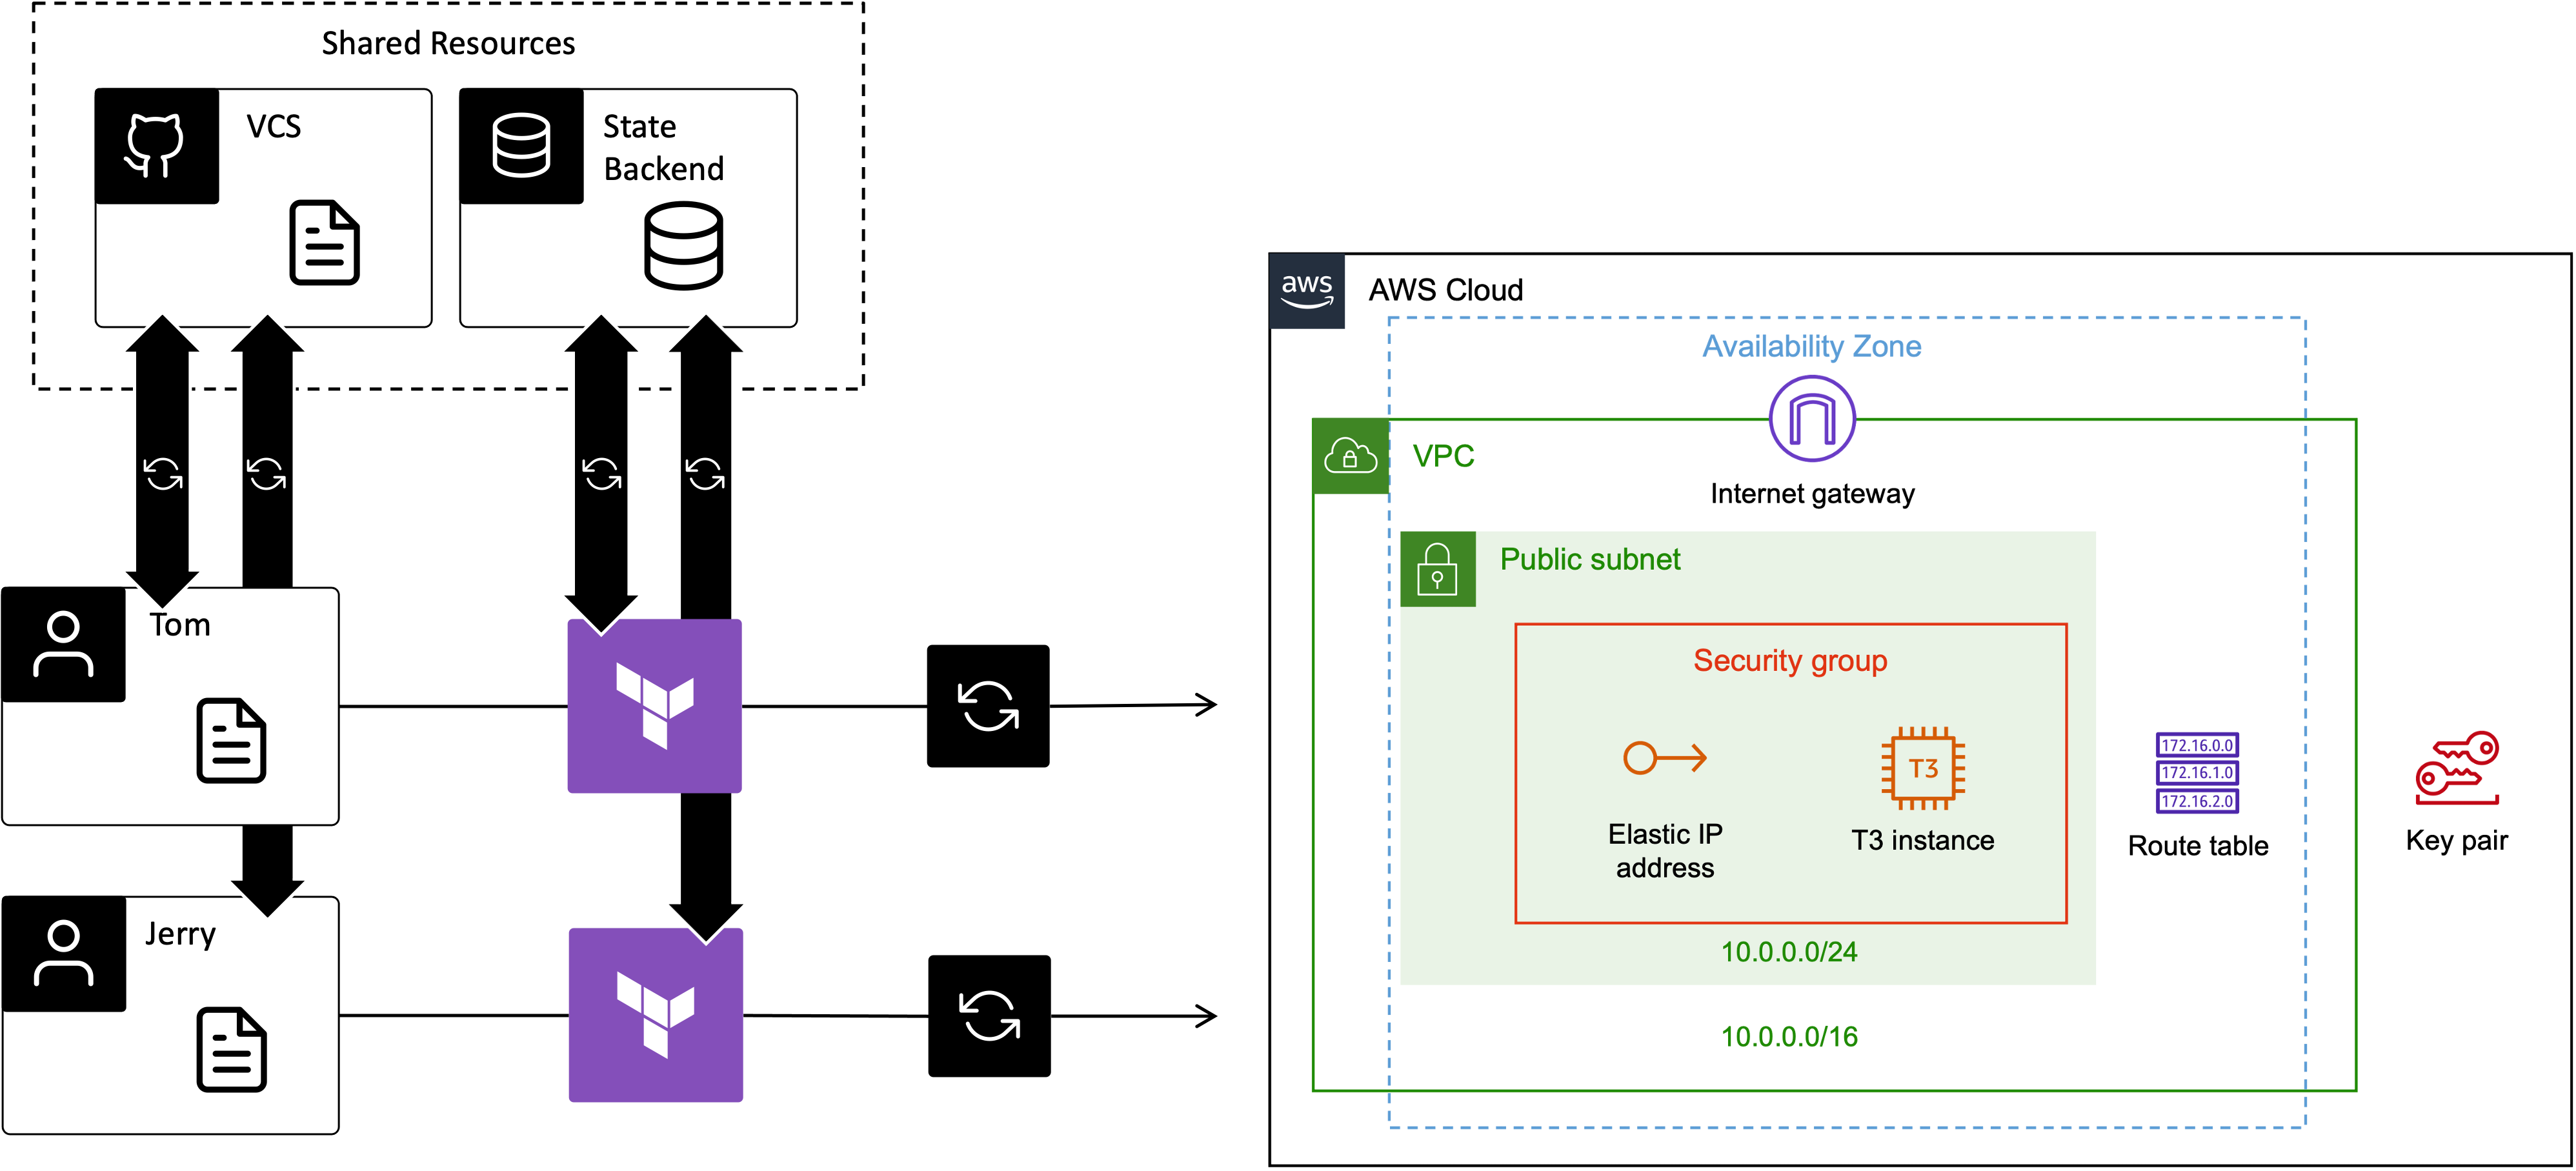 Shared Resources
VCS
State
Backend
Tom
Jerry
aws
AWS Cloud
Availability Zone
VPC
Internet gateway
Public subnet
Security group
T3
Elastic IP
address
T3 instance
10.0.0.0/24
10.0.0.0/16
172.16.0.0
172.16.1.0
172.16.2.0
Route table
Key pair